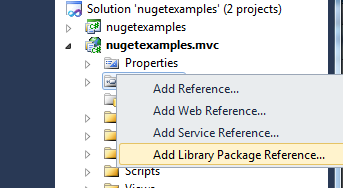 Solution 'nugetexamples' (2 projects)
nugetexamples
nugetexamples.mvc
Properties
Add Reference...
Add Web Reference...
Add Service Reference...
Add Library Package Reference...
Scripts
Views